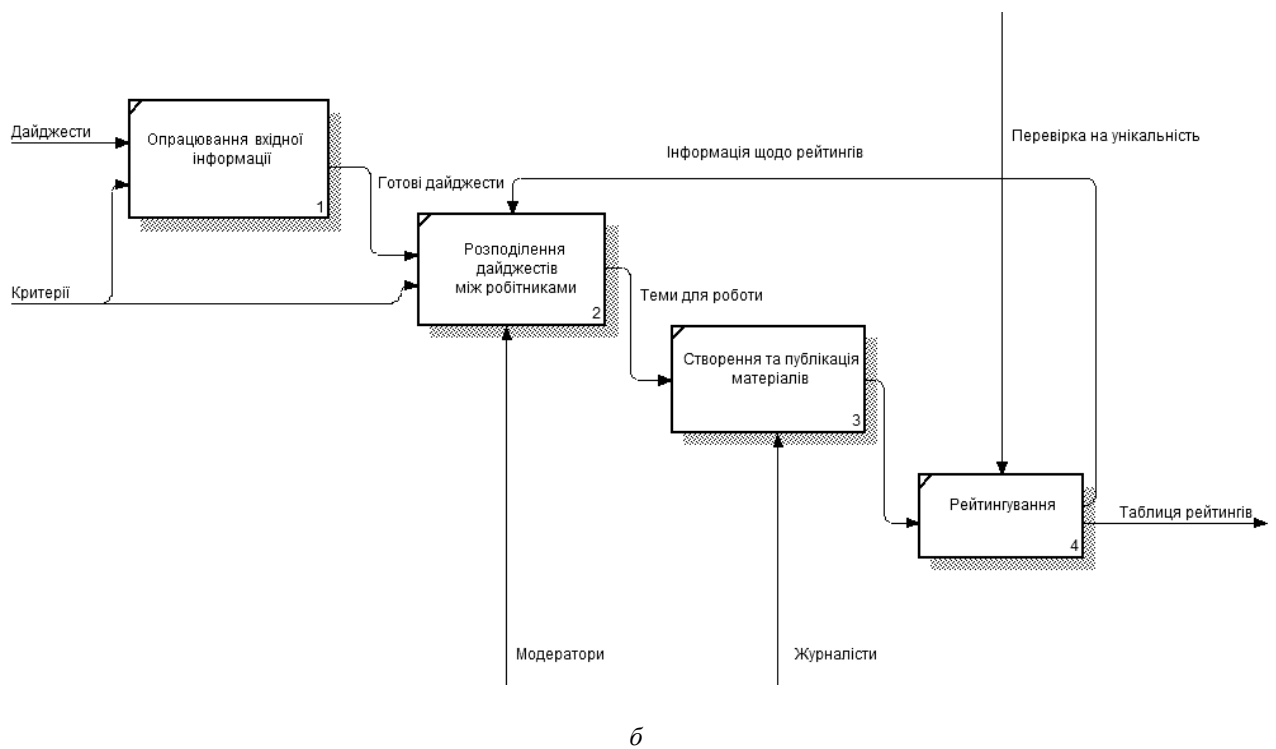 Дайджести
Опрацювання вхідної
інформації
1
Готові дайджести
Інформація щодо рейтингів
Перевірка на унікальність
Критерії
Розподілення
дайджестів
між робітниками
2
Теми для роботи
Створення та публікація
матеріалів
3
Рейтингування
4
Таблиця рейтингів
Модератори
Журналісти
б